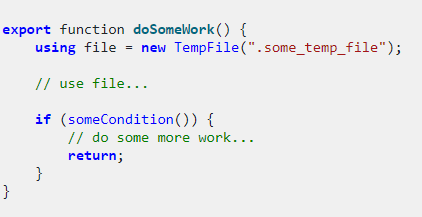 export function doSomeWork() {
    using file = new TempFile(".some_temp_file");

    // use file...

    if (someCondition()) {
        // do some more work...
        return;
    }
}